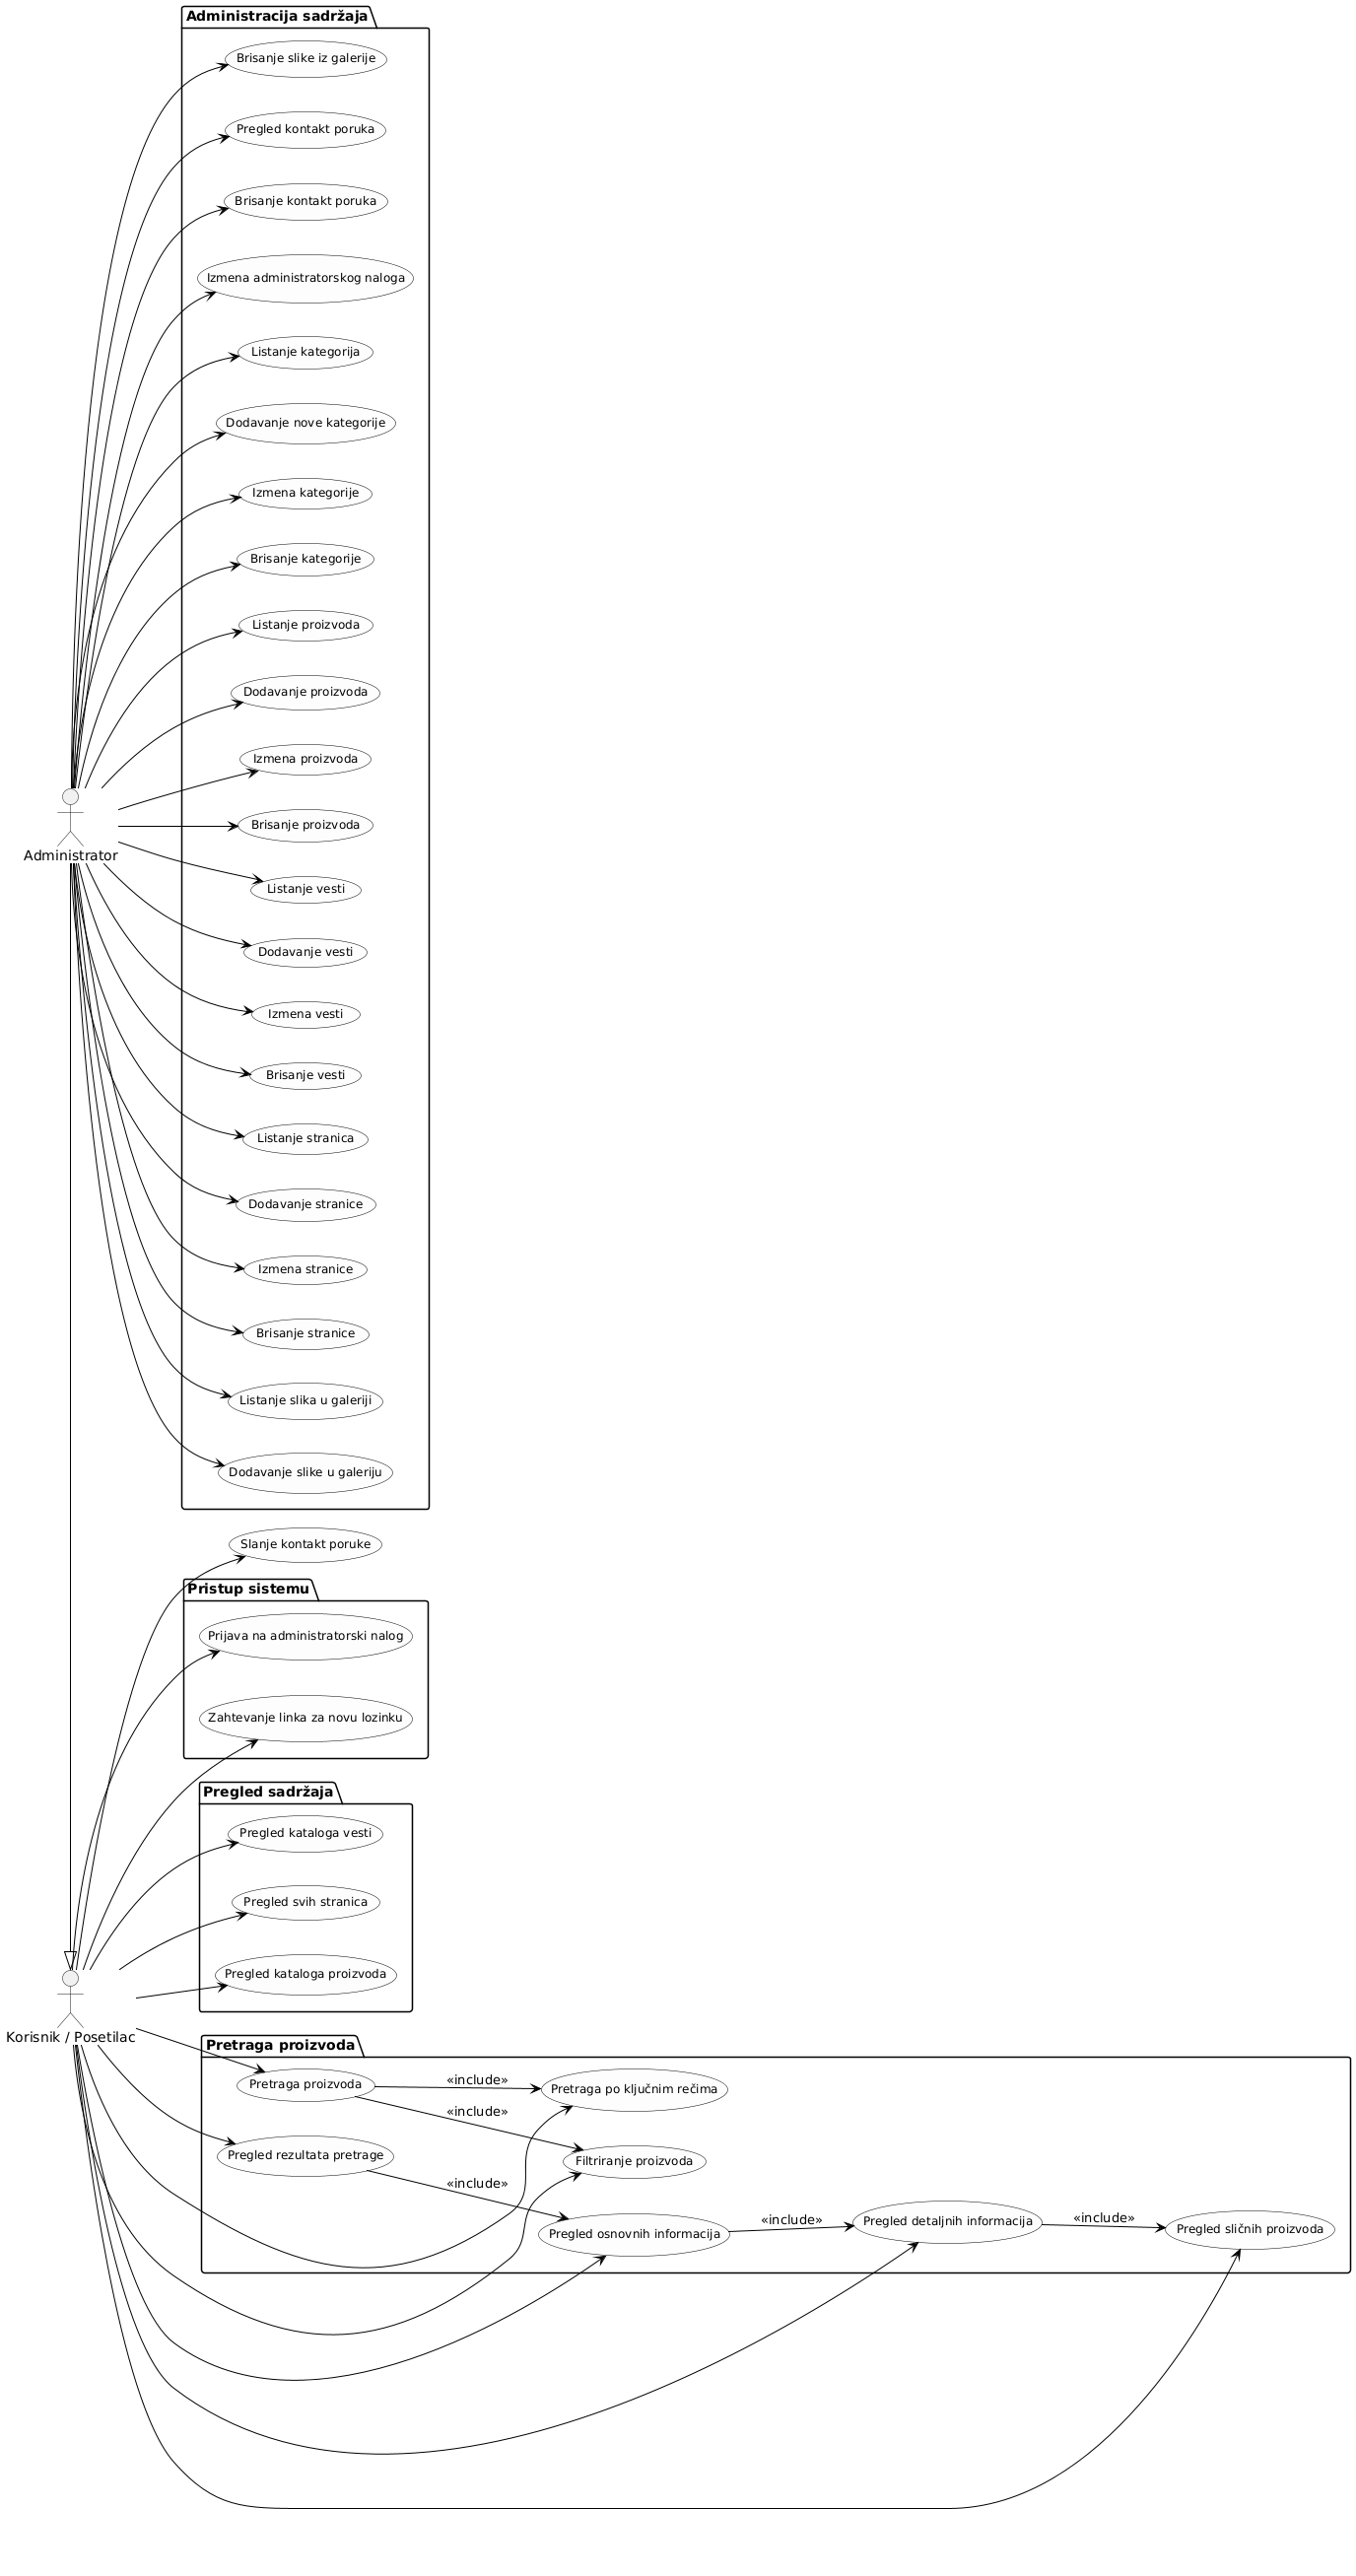 Administracija sadržaja
Brisanje slike iz galerije
Pregled kontakt poruka
Brisanje kontakt poruka
Izmena administratorskog naloga
Listanje kategorija
Dodavanje nove kategorije
Izmena kategorije
Brisanje kategorije
Listanje proizvoda
Dodavanje proizvoda
Izmena proizvoda
Brisanje proizvoda
Administrator
Listanje vesti
Dodavanje vesti
Izmena vesti
Brisanje vesti
Listanje stranica
Dodavanje stranice
Izmena stranice
Brisanje stranice
Listanje slika u galeriji
Dodavanje slike u galeriju
Slanje kontakt poruke
Pristup sistemu
Prijava na administratorski nalog
Zahtevanje linka za novu lozinku
Pregled sadržaja
Pregled kataloga vesti
Pregled svih stranica
Pregled kataloga proizvoda
Korisnik / Posetilac
Pretraga proizvoda
Pretraga proizvoda
«include»
Pretraga po ključnim rečima
«include»
Pregled rezultata pretrage
Filtriranje proizvoda
«include»
Pregled osnovnih informacija
«include»
Pregled detaljnih informacija
«include»
Pregled sličnih proizvoda